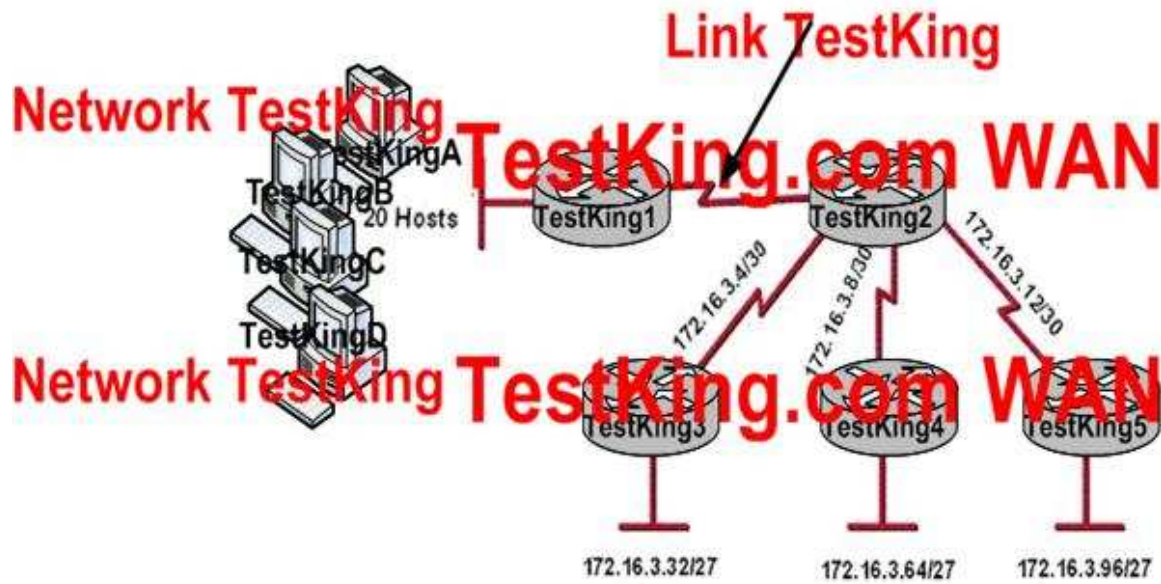 Link TestKing
Network TestKing
TestKing.com WAN
TestKingA
TestKingB
20 Hosts
TestKing1
TestKing2
TestKingC
172.16.3.4/30
172.16.3.8/30
172.16.3.12/30
TestKingD
Network TestKing
TestKing.com WAN
TestKing3
TestKing4
TestKing5
172.16.3.32/27
172.16.3.64/27
172.16.3.96/27